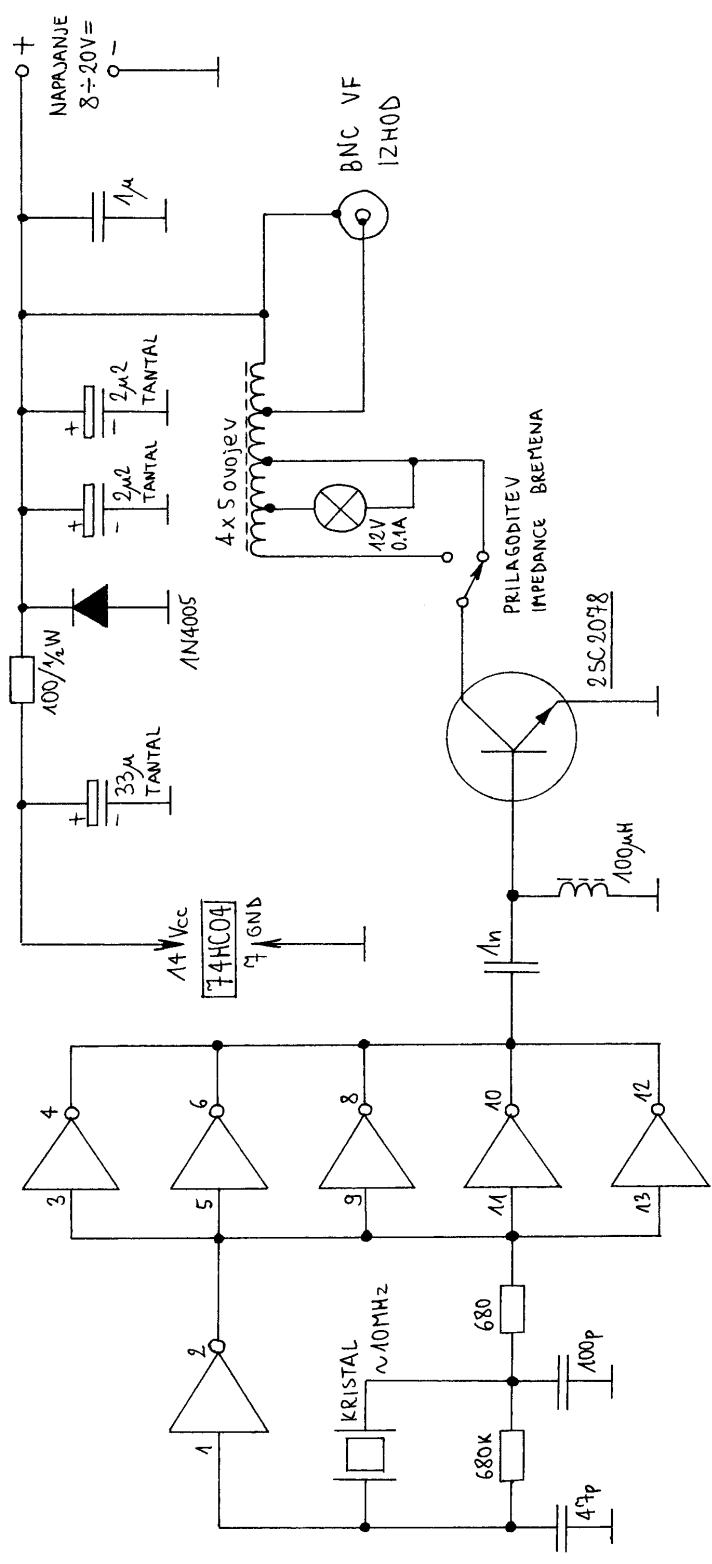 NAPAJANJE
8÷20V=
+
-
1µ
+
-
2µ2
TANTAL
+
-
2µ2
TANTAL
1N4005
100/½W
+
-
33µ
TANTAL
14 Vcc
74HC04
7 GND
BNC VF
IZHOD
4x5 ovojev
12V
0.1A
PRILAGODITEV
IMPEDANCE BREMENA
2SC2078
100µH
1n
3
4
5
6
9
8
11
10
13
12
1
2
KRISTAL
~10MHz
680
680K
100p
47p